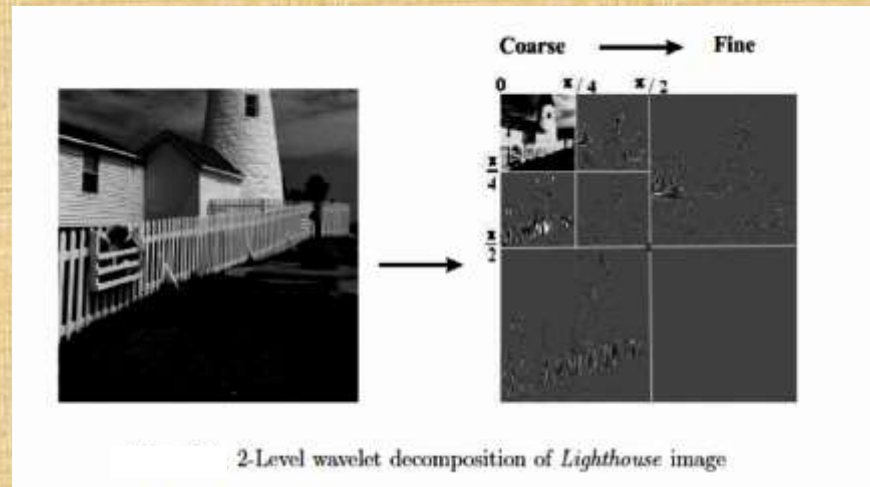 Coarse Fine
0 π/4 π/2
π/4
π/2
2-Level wavelet decomposition of Lighthouse image